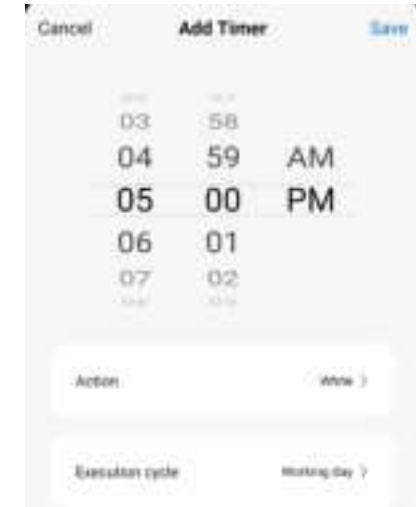 Cancel Add Timer Save
03 58
04 59 AM
05 00 PM
06 01
07 02
Action White >
Execution cycle Working day >